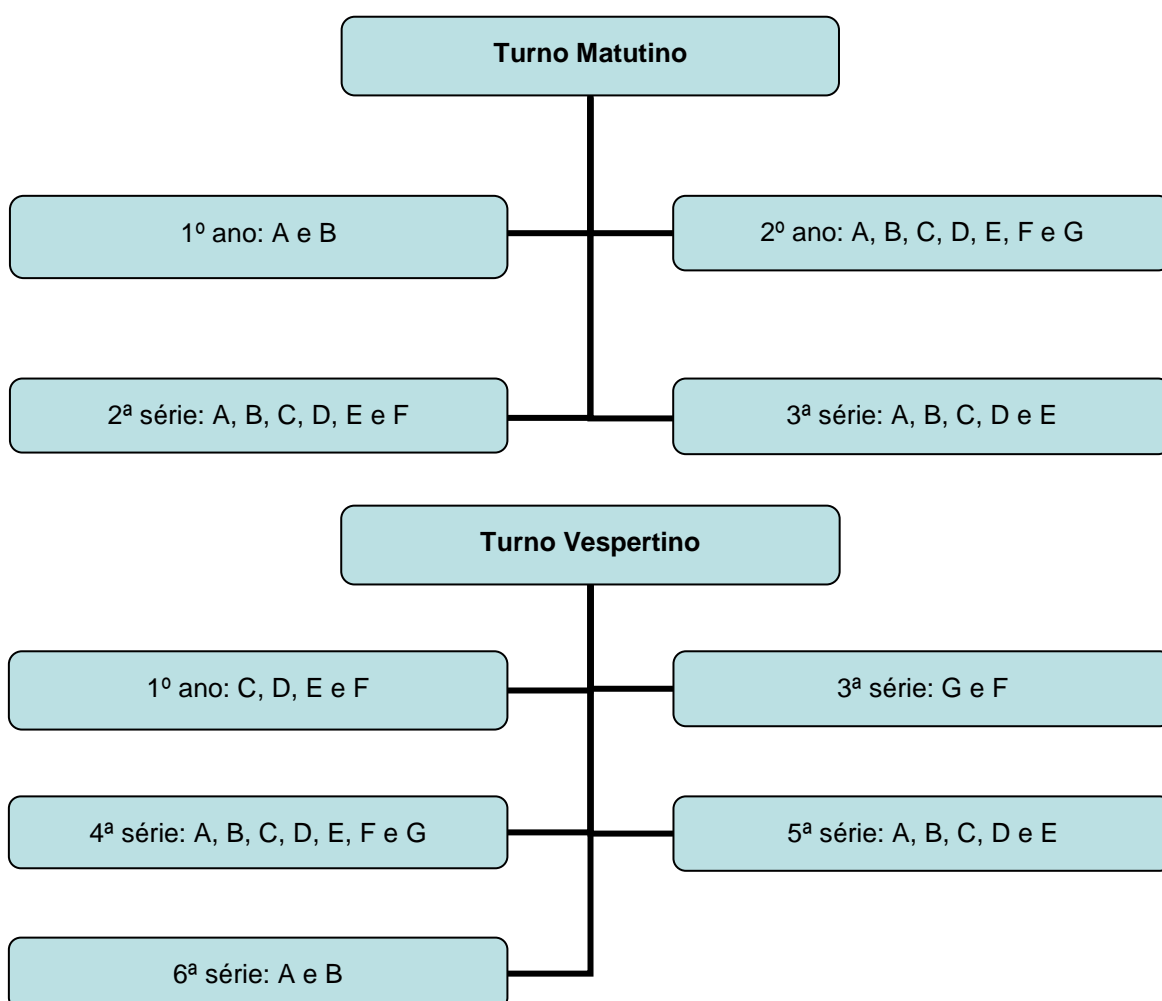 Turno Matutino
1º ano: A e B
2º ano: A, B, C, D, E, F e G
2ª série: A, B, C, D, E e F
3ª série: A, B, C, D e E
Turno Vespertino
1º ano: C, D, E e F
3ª série: G e F
4ª série: A, B, C, D, E, F e G
5ª série: A, B, C, D e E
6ª série: A e B